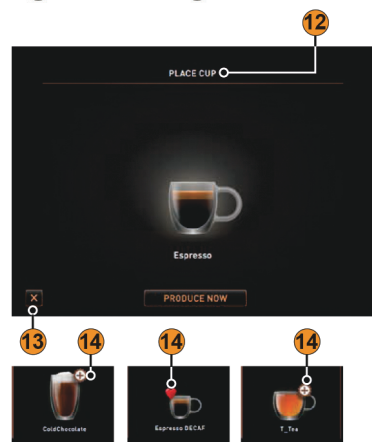 12
PLACE CUP
Espresso
PRODUCE NOW
13
14
14
14
ColdChocolate
Espresso DECAF
T_Tea